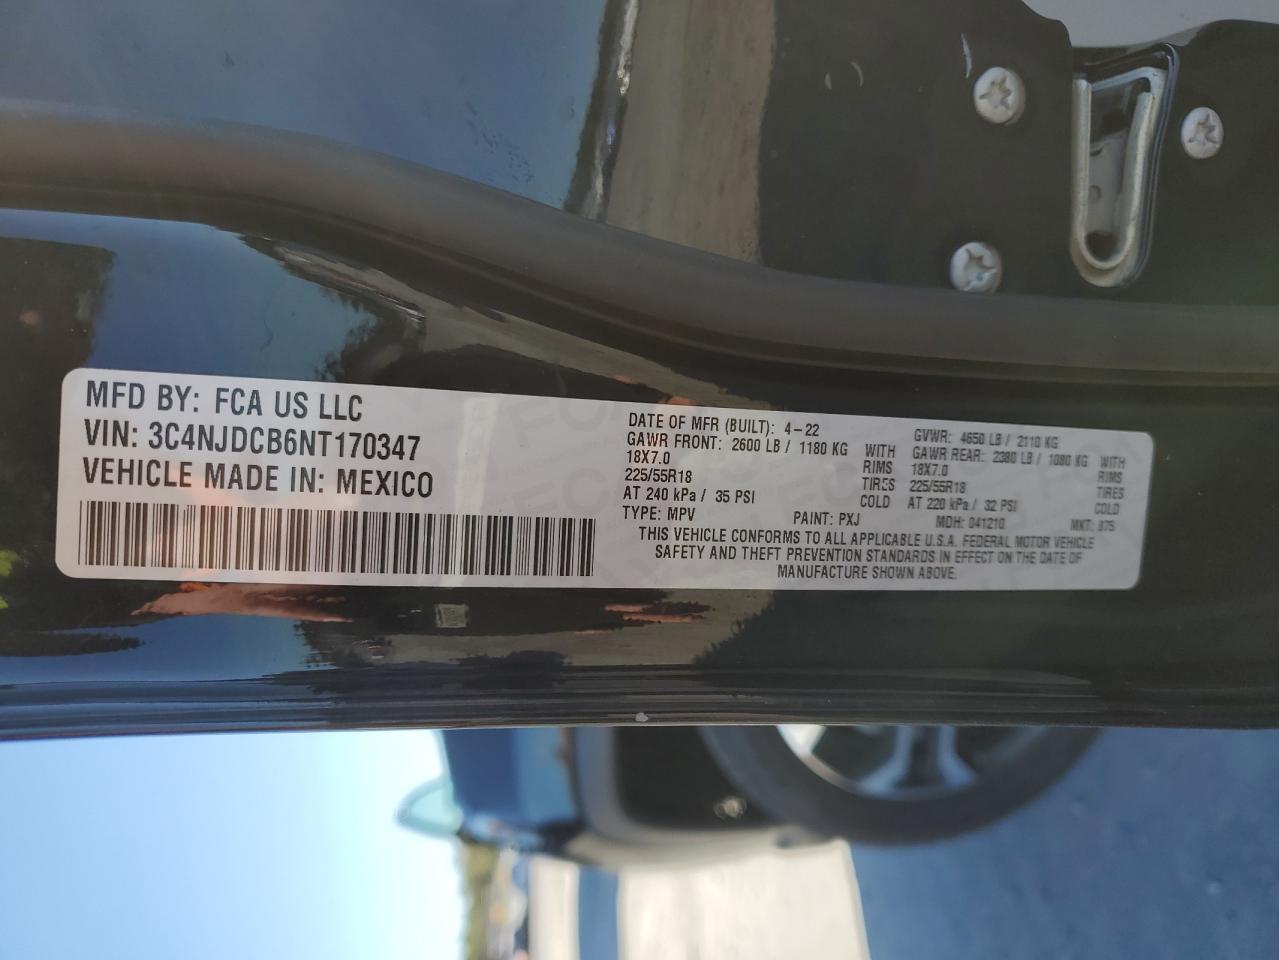 MFD BY: FCA US LLC
VIN: 3C4NJDCB6NT170347
VEHICLE MADE IN: MEXICO
DATE OF MFR (BUILT): 4-22 GVWR: 4650 LB / 2110 KG
GAWR FRONT: 2600 LB / 1180 KG WITH GAWR REAR: 2380 LB / 1080 KG WITH
18X7.0 RIMS 18X7.0 RIMS
225/55R18 TIRES 225/55R18 TIRES
AT 240 kPa / 35 PSI COLD AT 220 kPa / 32 PSI COLD
TYPE: MPV PAINT: PXJ MDH: 041210 MKT: 875
THIS VEHICLE CONFORMS TO ALL APPLICABLE U.S.A. FEDERAL MOTOR VEHICLE
SAFETY AND THEFT PREVENTION STANDARDS IN EFFECT ON THE DATE OF
MANUFACTURE SHOWN ABOVE.